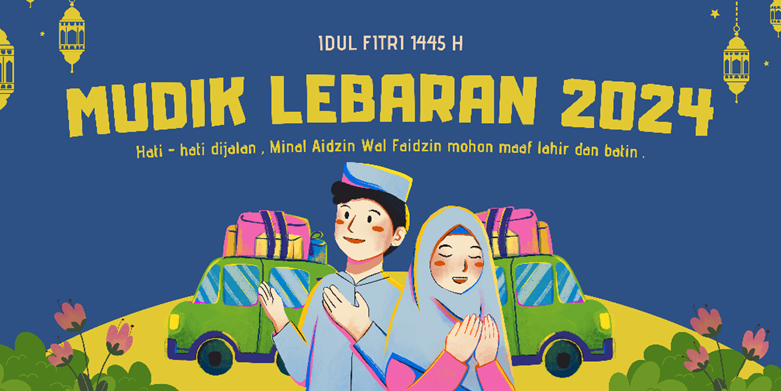 IDUL FITRI 1445 H
MUDIK LEBARAN 2024
Hati - hati dijalan , Minal Aidzin Wal Faidzin mohon maaf lahir dan batin .